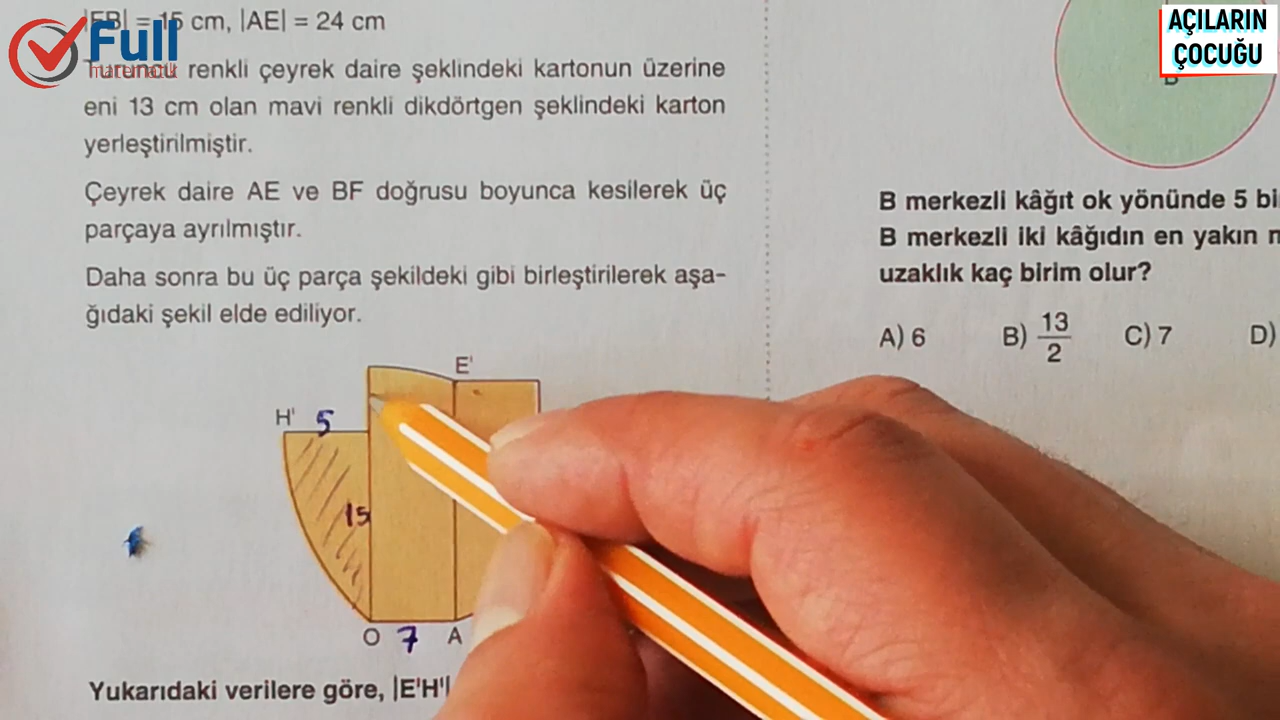 |FB| = 15 cm, |AE| = 24 cm
Full
matematik
Turuncu renkli çeyrek daire şeklindeki kartonun üzerine
eni 13 cm olan mavi renkli dikdörtgen şeklindeki karton
yerleştirilmiştir.
Çeyrek daire AE ve BF doğrusu boyunca kesilerek üç
parçaya ayrılmıştır.
Daha sonra bu üç parça şekildeki gibi birleştirilerek aşa-
ğıdaki şekil elde ediliyor.
E'
H' 5
15
O 7 A
Yukarıdaki verilere göre, |E'H'|
AÇILARIN
ÇOCUĞU
B
B merkezli kâğıt ok yönünde 5 bi
B merkezli iki kâğıdın en yakın
uzaklık kaç birim olur?
A) 6 B) 13/2 C) 7 D)